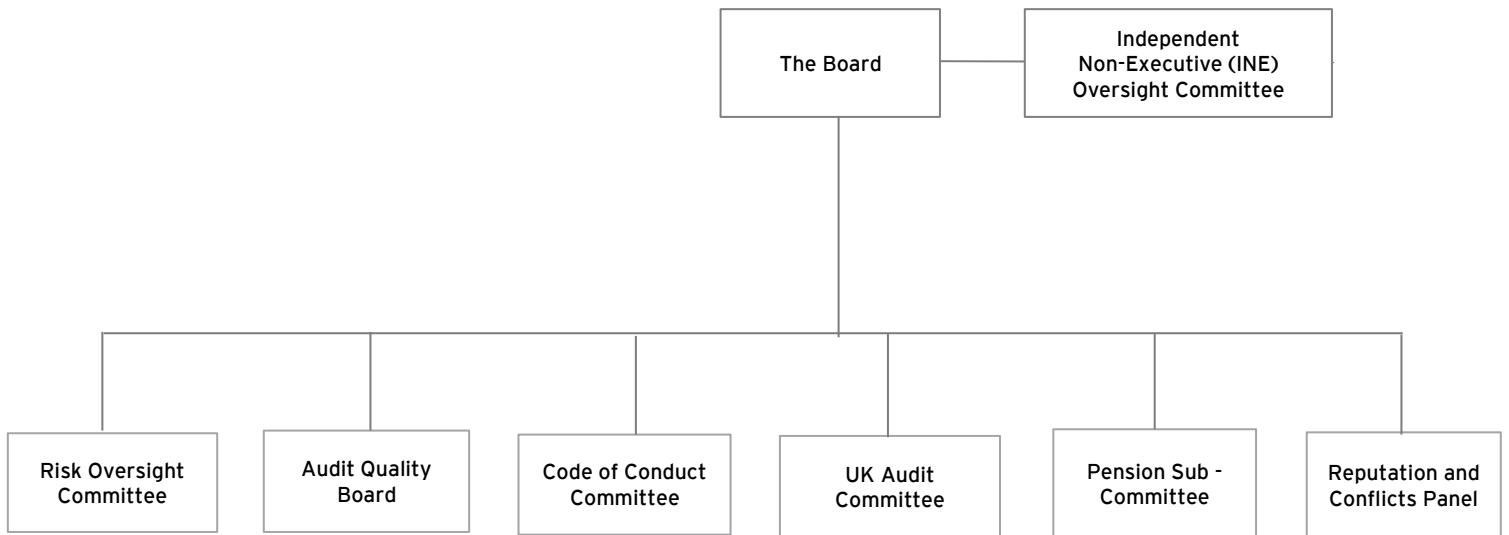 The Board
Independent
Non-Executive (INE)
Oversight Committee
Risk Oversight
Committee
Audit Quality
Board
Code of Conduct
Committee
UK Audit
Committee
Pension Sub -
Committee
Reputation and
Conflicts Panel